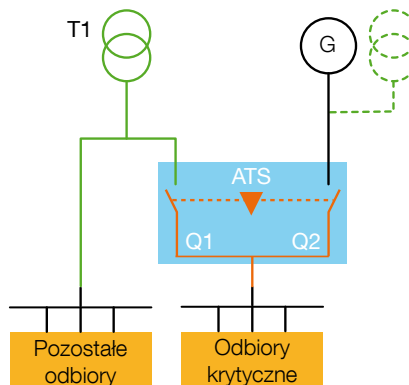 T1
G
ATS
Q1
Q2
Pozostałe
odbiory
Odbiory
krytyczne